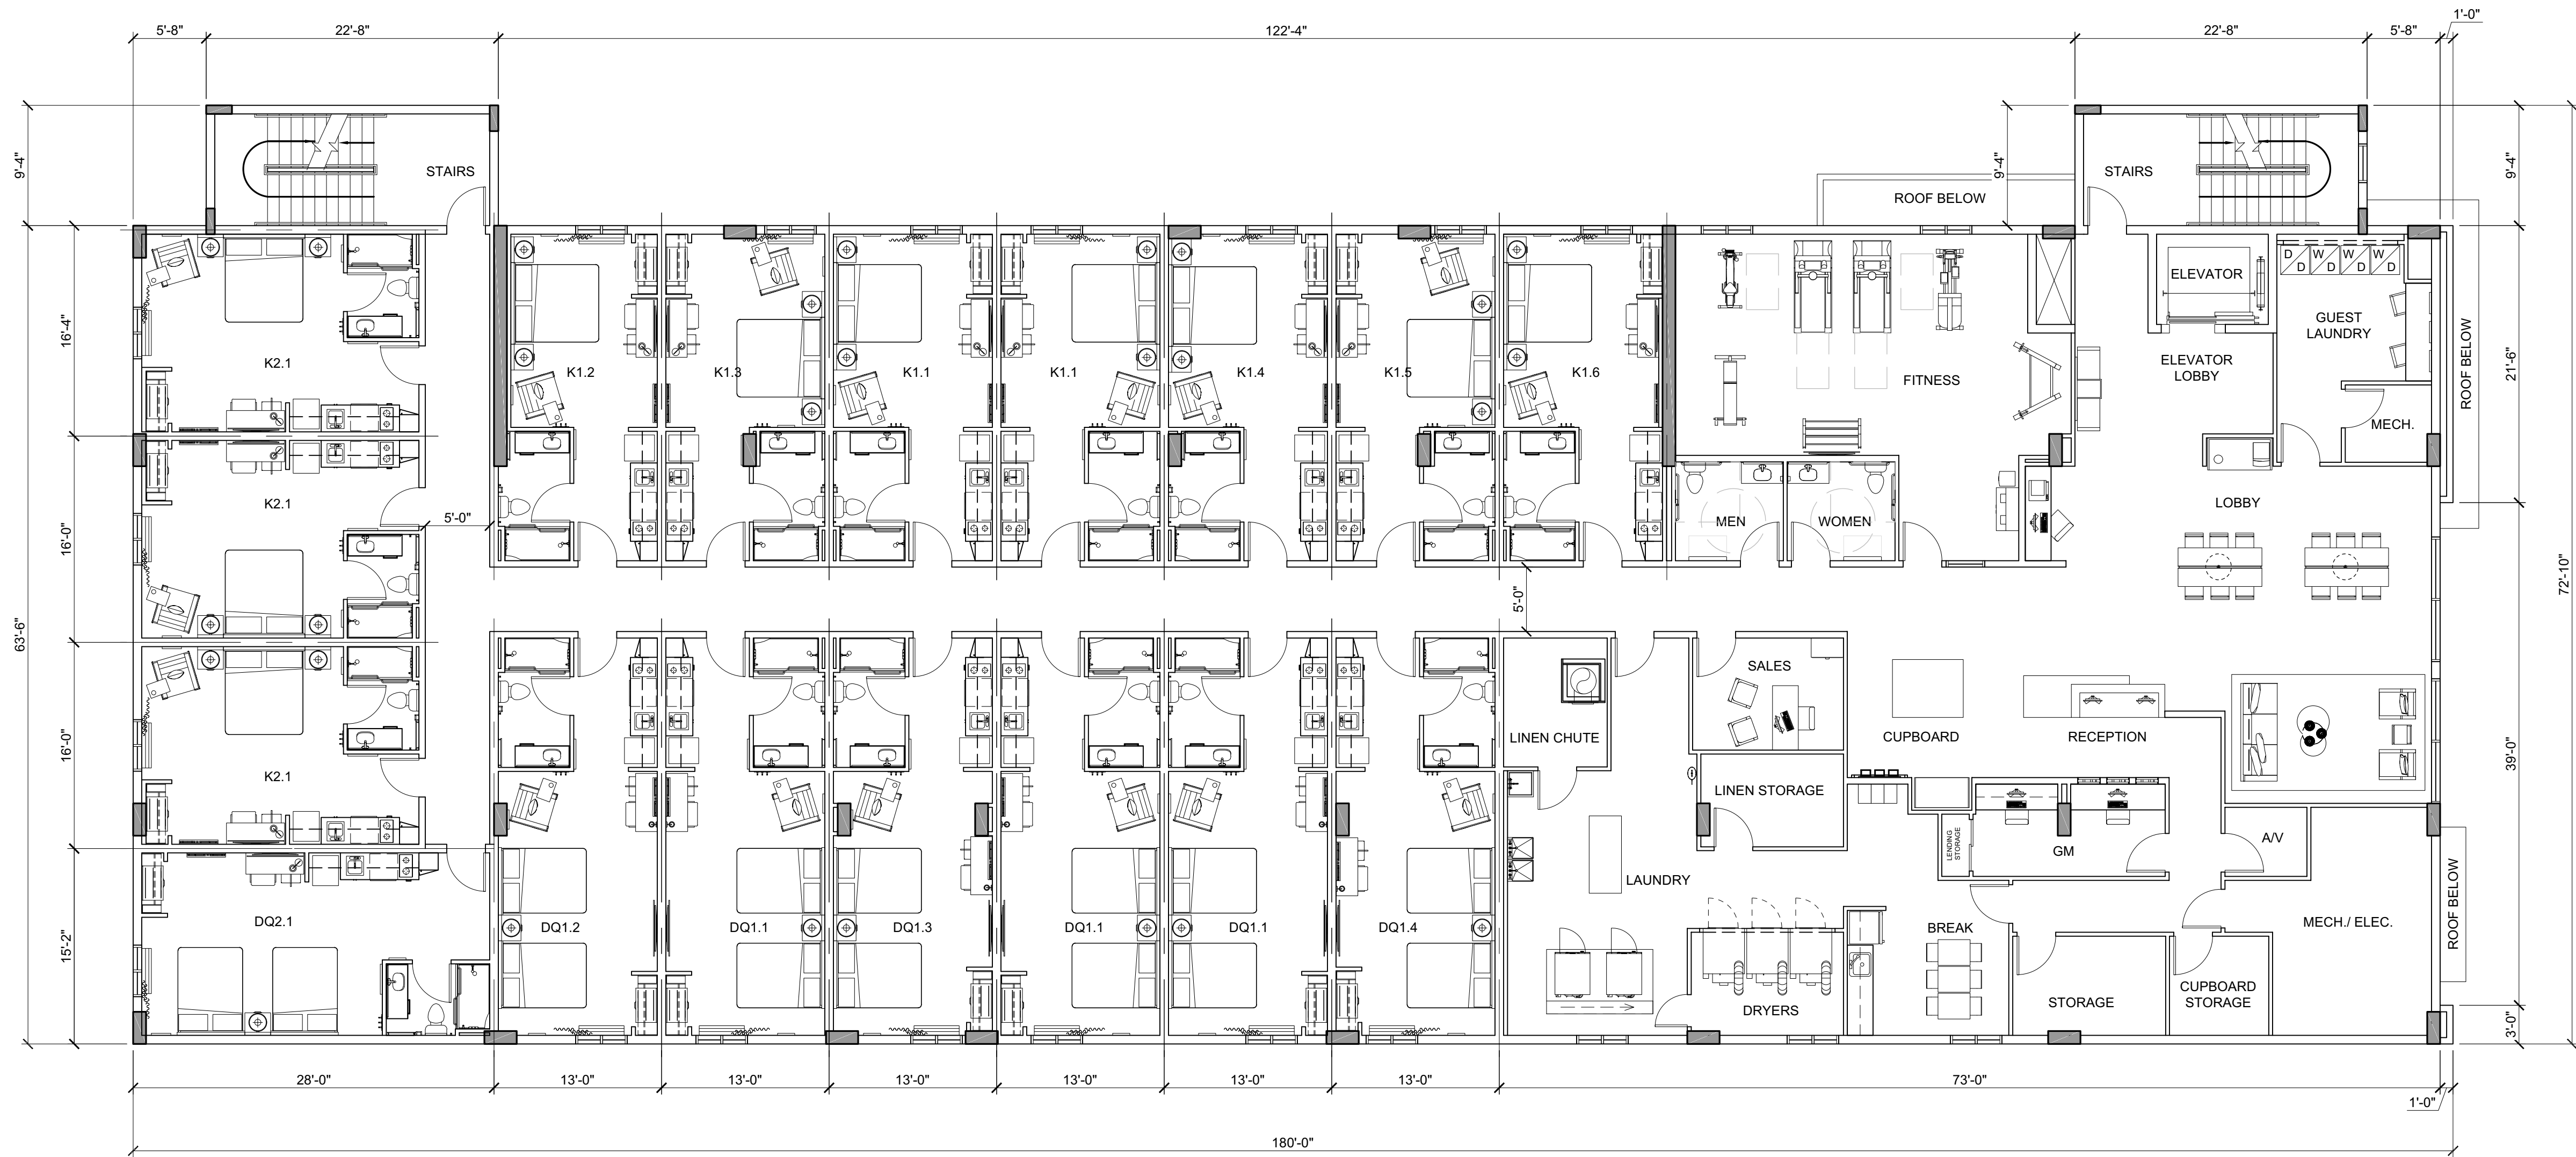 1'-0"
5'-8"
22'-8"
122'-4"
22'-8"
5'-8"
9'-4"
STAIRS
9'-4"
ROOF BELOW
STAIRS
9'-4"
16'-4"
K2.1
K1.2
K1.3
K1.1
K1.1
K1.4
K1.5
K1.6
FITNESS
ELEVATOR
ELEVATOR
LOBBY
D
D
W
D
W
D
W
D
GUEST
LAUNDRY
MECH.
ROOF BELOW
21'-6"
K2.1
5'-0"
16'-0"
MEN
WOMEN
LOBBY
5'-0"
63'-6"
72'-10"
16'-0"
K2.1
LINEN CHUTE
SALES
CUPBOARD
RECEPTION
39'-0"
LINEN STORAGE
LENDING
STORAGE
GM
A/V
LAUNDRY
15'-2"
DQ2.1
DQ1.2
DQ1.1
DQ1.3
DQ1.1
DQ1.1
DQ1.4
BREAK
MECH./ ELEC.
ROOF BELOW
DRYERS
STORAGE
CUPBOARD
STORAGE
3'-0"
28'-0"
13'-0"
13'-0"
13'-0"
13'-0"
13'-0"
13'-0"
73'-0"
1'-0"
180'-0"